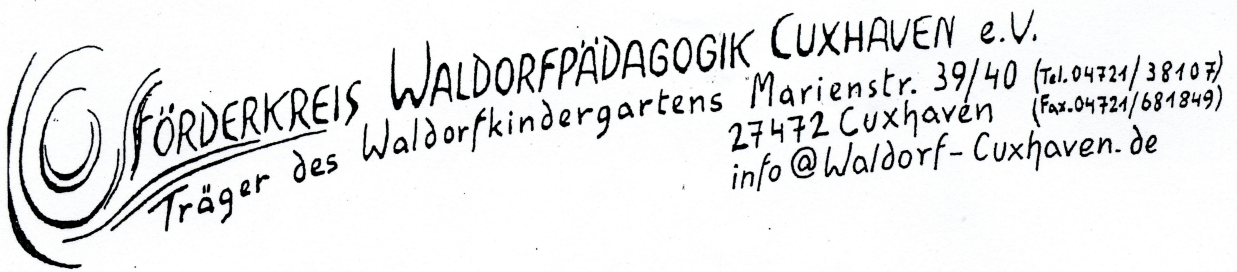 FÖRDERKREIS WALDORFPÄDAGOGIK CUXHAVEN e.V.
Träger des Waldorfkindergartens Marienstr. 39/40 (Tel. 04721/38107)
27472 Cuxhaven (Fax. 04721/681849)
info@Waldorf-Cuxhaven.de